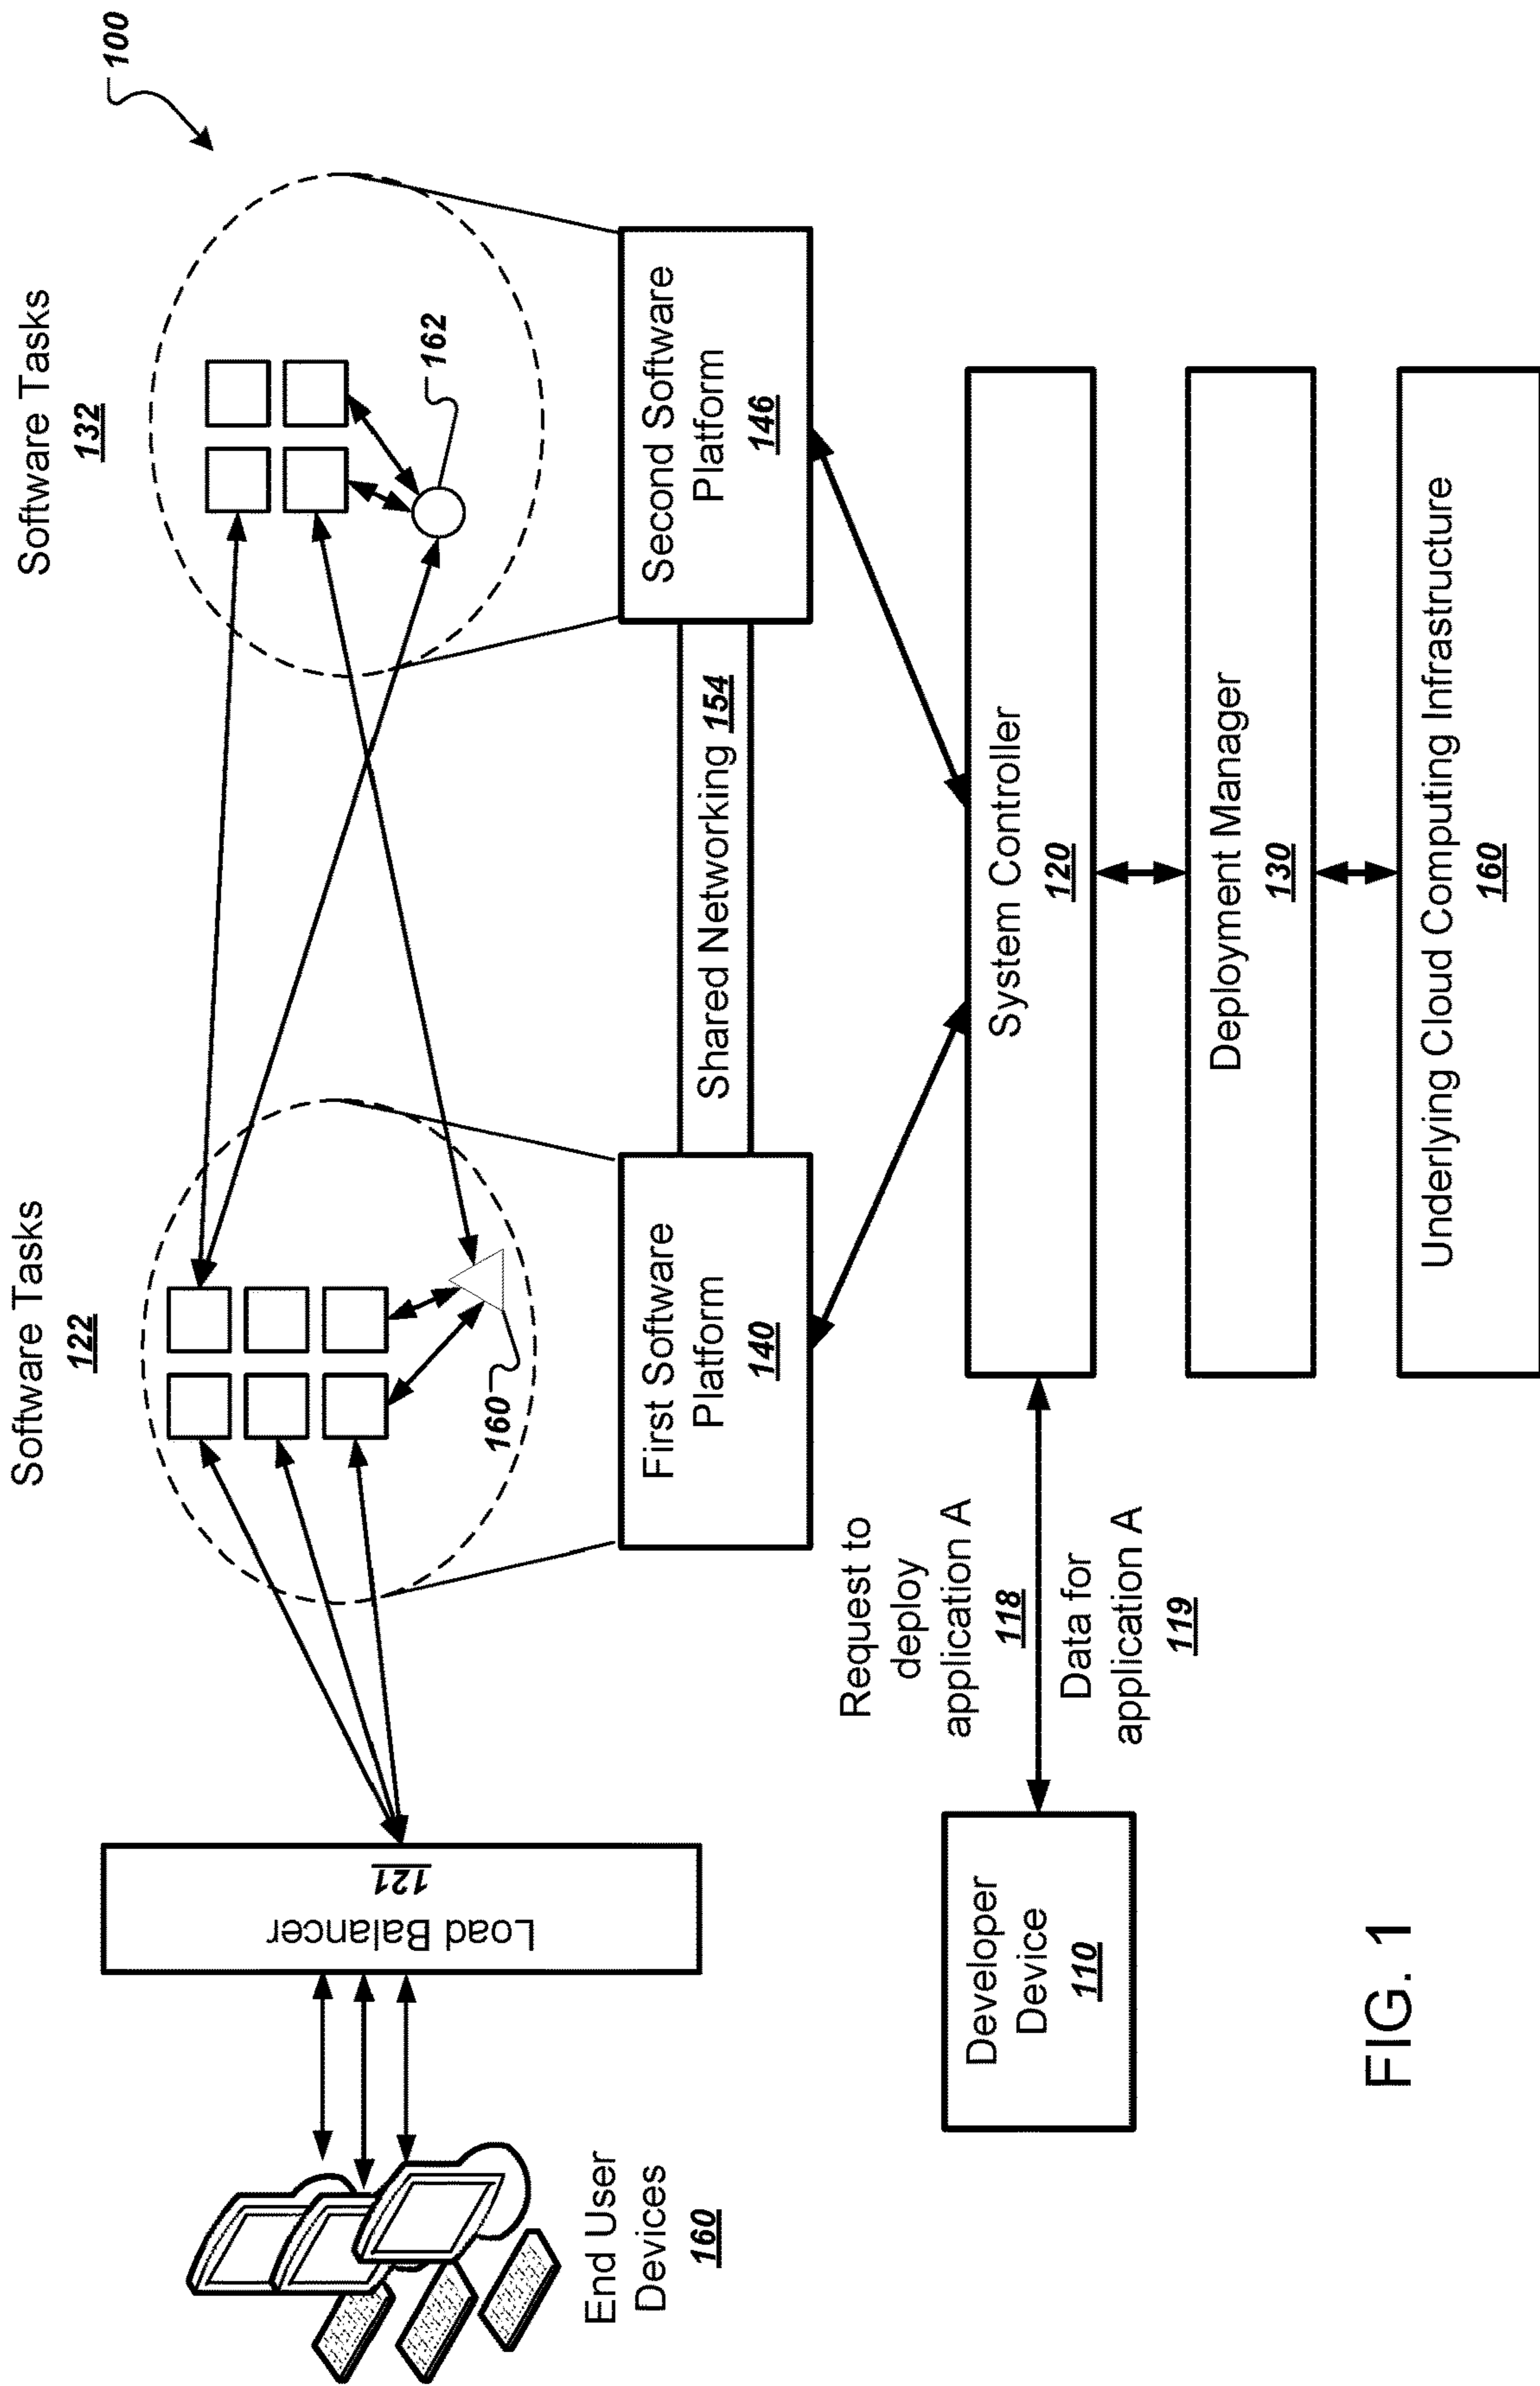 100
Software Tasks
122
Software Tasks
132
162
160
Load Balancer
121
End User
Devices
160
First Software
Platform
140
Shared Networking 154
Second Software
Platform
146
Request to
deploy
application A
118
Data for
application A
119
Developer
Device
110
System Controller
120
Deployment Manager
130
Underlying Cloud Computing Infrastructure
160
FIG. 1